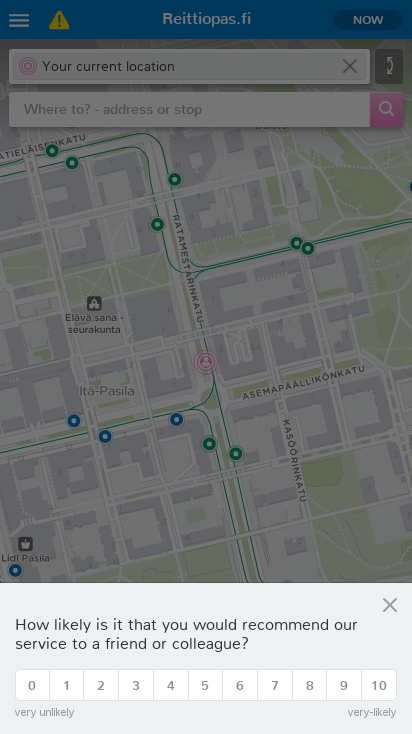 Reittiopas.fi
NOW
Your current location
Where to? - address or stop
RATAMESTARINKATU
Elävä sana -
seurakunta
Itä-Pasila
ASEMAPÄÄLLIKÖNKATU
KASÖÖRINKATU
Lidl Pasila
How likely is it that you would recommend our
service to a friend or colleague?
0 1 2 3 4 5 6 7 8 9 10
very unlikely very-likely